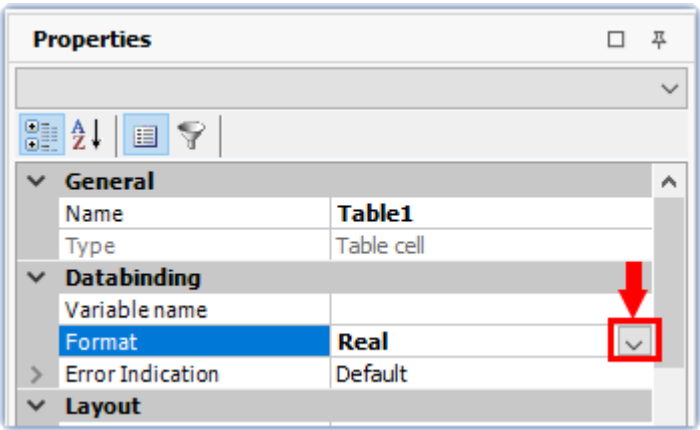 Properties
A
Z
General
Name Table1
Type Table cell
Databinding
Variable name
Format Real
Error Indication Default
Layout